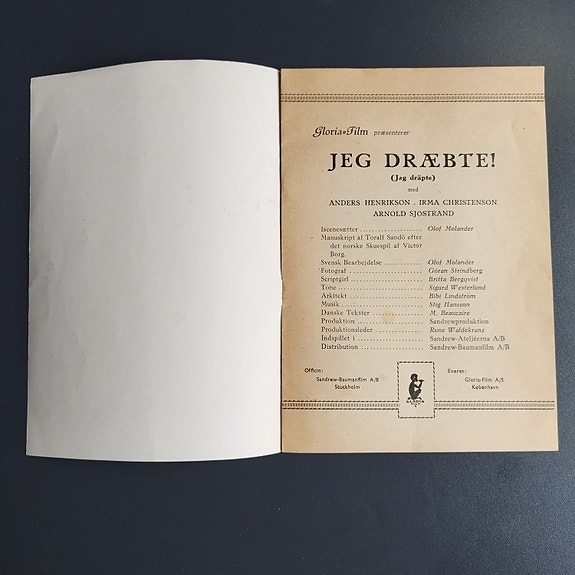 Gloria-Film præsenterer
JEG DRÆBTE!
(Jag dräpte)
med
ANDERS HENRIKSON . IRMA CHRISTENSON
ARNOLD SJOSTRAND
Iscenesætter .................... Olof Molander
Manuskript af Toralf Sandö efter
det norske Skuespil af Victor
Borg.
Svensk Bearbejdelse ............ Olof Molander
Fotograf ........................ Göran Strindberg
Scriptgirl ....................... Britta Bergqvist
Tone ............................ Sigurd Westerlund
Arkitekt ......................... Bibi Lindström
Musik ........................... Stig Hansson
Danske Tekster .................. M. Beaucaire
Produktion ...................... Sandrewproduktion
Produktionsleder ................ Rune Waldekranz
Indspillet i ...................... Sandrew-Ateljéerna A/B
Distribution ..................... Sandrew-Baumanfilm A/B
Officin:
Sandrew-Baumanfilm A/B
Stockholm
Eneret:
Gloria-Film A/S
København
GLORIA
FILM